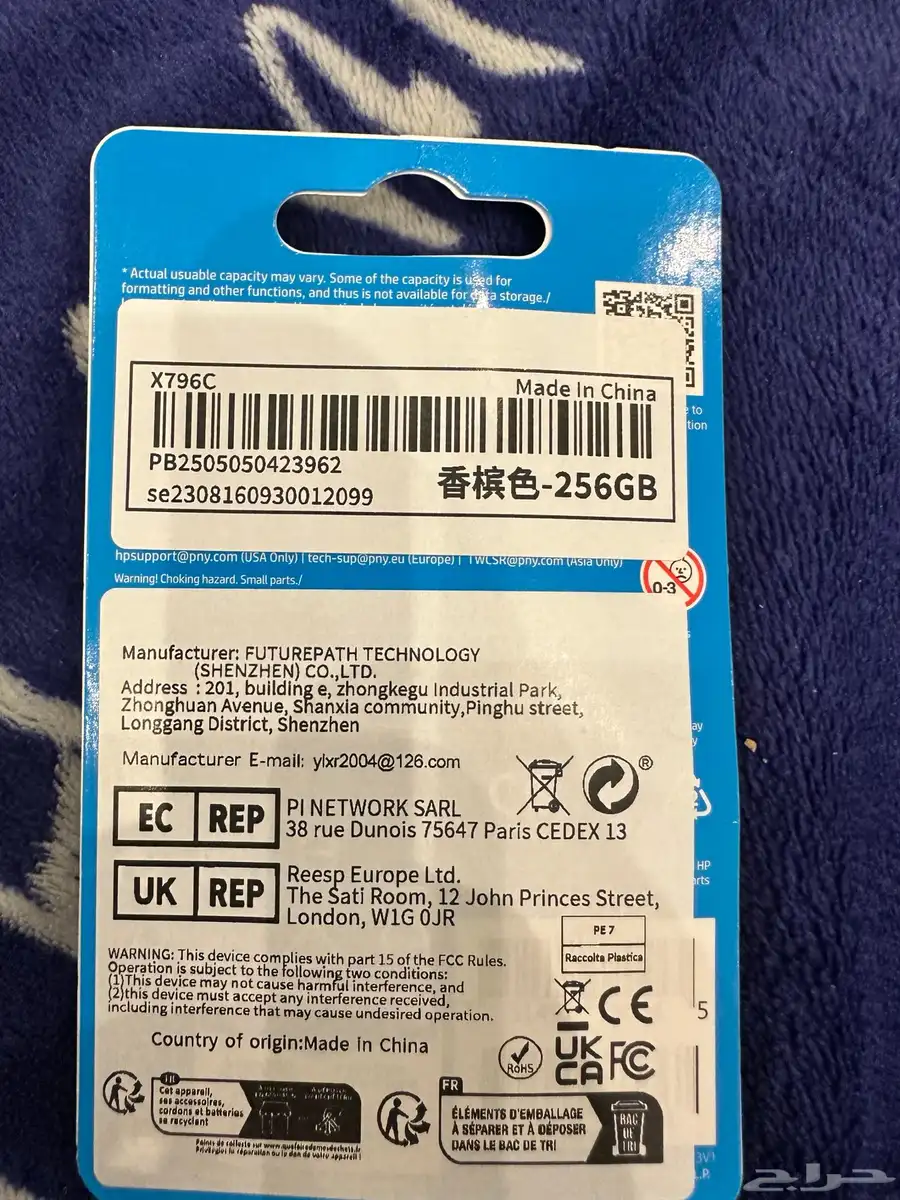 * Actual usuable capacity may vary. Some of the capacity is used for
formatting and other functions, and thus is not available for data storage./
X796C
Made In China
PB2505050423962
se2308160930012099
香槟色-256GB
e to
tion
hpsupport@pny.com (USA Only) | tech-sup@pny.eu (Europe) | TWCSR@pny.com (Asia Only)
Warning! Choking hazard. Small parts./
0-3
Manufacturer: FUTUREPATH TECHNOLOGY
(SHENZHEN) CO.,LTD.
Address : 201, building e, zhongkegu Industrial Park,
Zhonghuan Avenue, Shanxia community,Pinghu street,
Longgang District, Shenzhen
Manufacturer E-mail: ylxr2004@126.com
®
EC REP
PI NETWORK SARL
38 rue Dunois 75647 Paris CEDEX 13
UK REP
Reesp Europe Ltd.
The Sati Room, 12 John Princes Street,
London, W1G 0JR
HP
PE 7
Raccolta Plastica
WARNING: This device complies with part 15 of the FCC Rules.
Operation is subject to the following two conditions:
(1)This device may not cause harmful interference, and
(2)this device must accept any interference received,
including interference that may cause undesired operation.
CE
5
Country of origin:Made in China
RoHS
UK
CA
FC
FR
Cet appareil,
ses accessoires,
cordons et batteries
se recyclent
FR
ÉLÉMENTS D'EMBALLAGE
À SÉPARER ET À DÉPOSER
DANS LE BAC DE TRI
BAC
DE
TRI
حراج